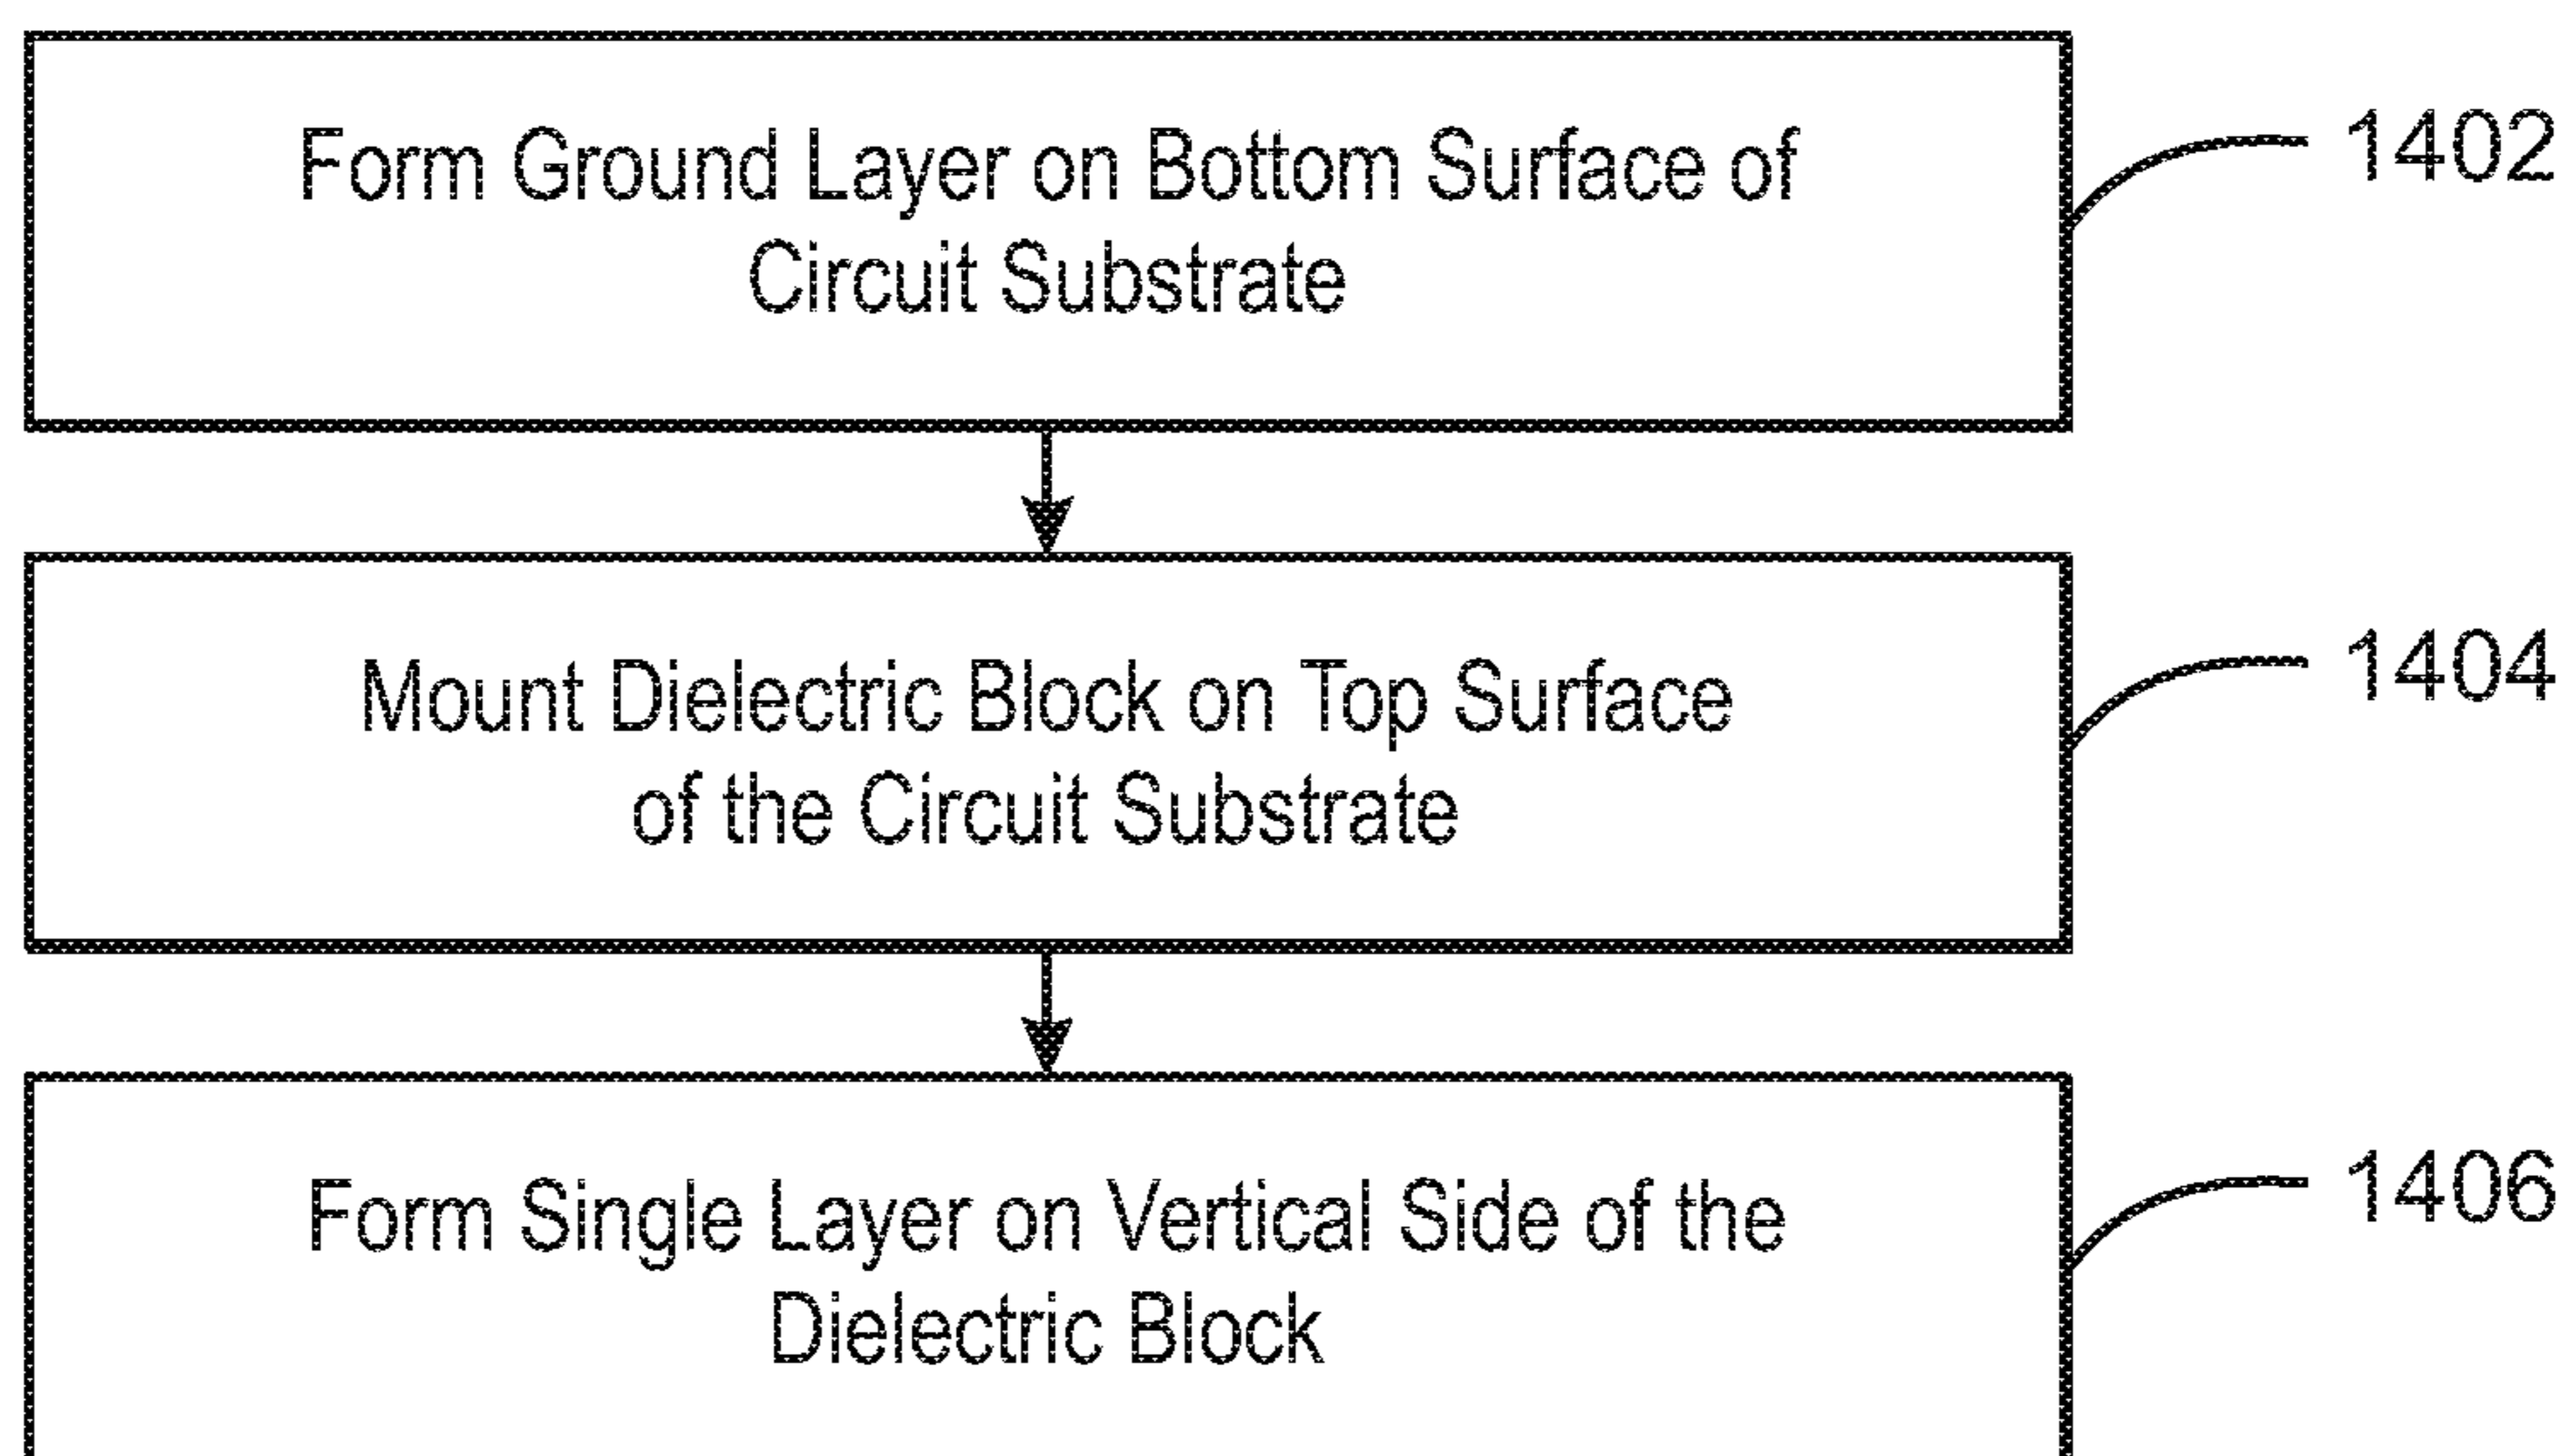 Form Ground Layer on Bottom Surface of
Circuit Substrate
1402
Mount Dielectric Block on Top Surface
of the Circuit Substrate
1404
Form Single Layer on Vertical Side of the
Dielectric Block
1406